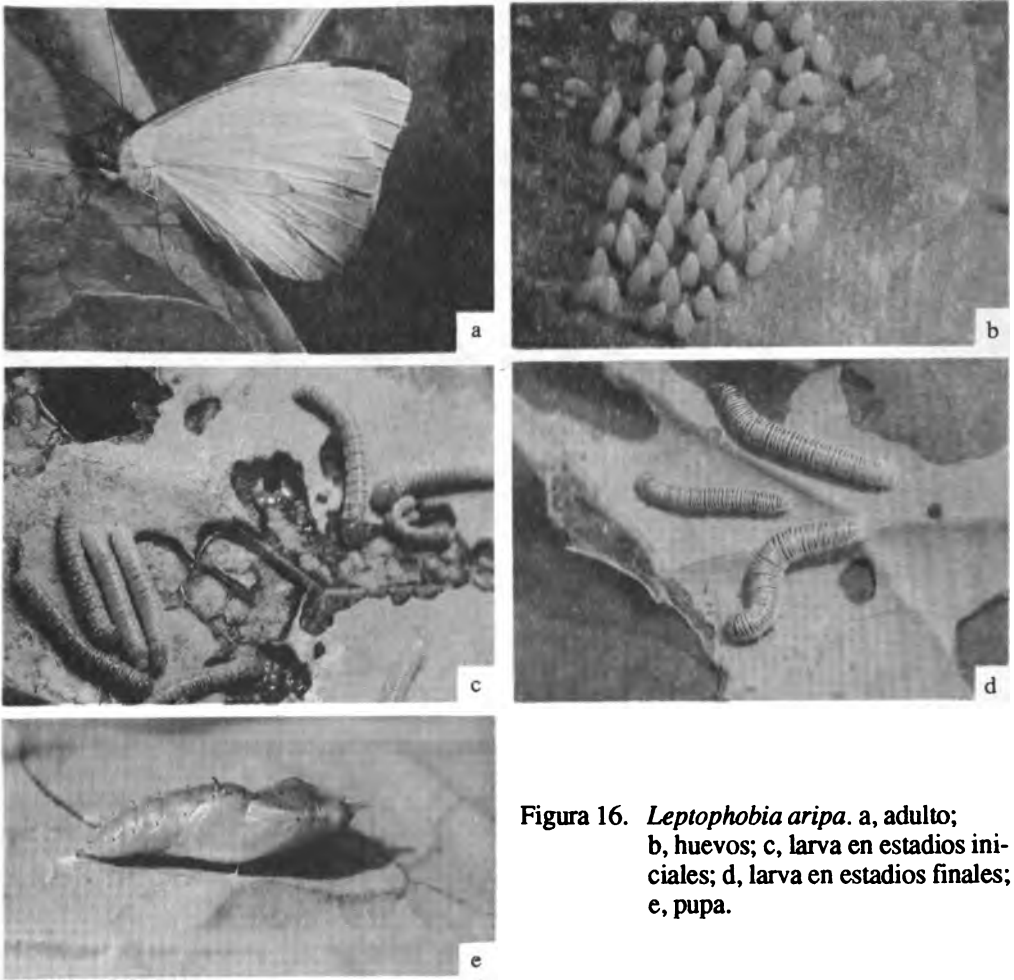 a
b
c
d
e
Figura 16. Leptophobia aripa. a, adulto;
b, huevos; c, larva en estadios ini-
ciales; d, larva en estadios finales;
e, pupa.